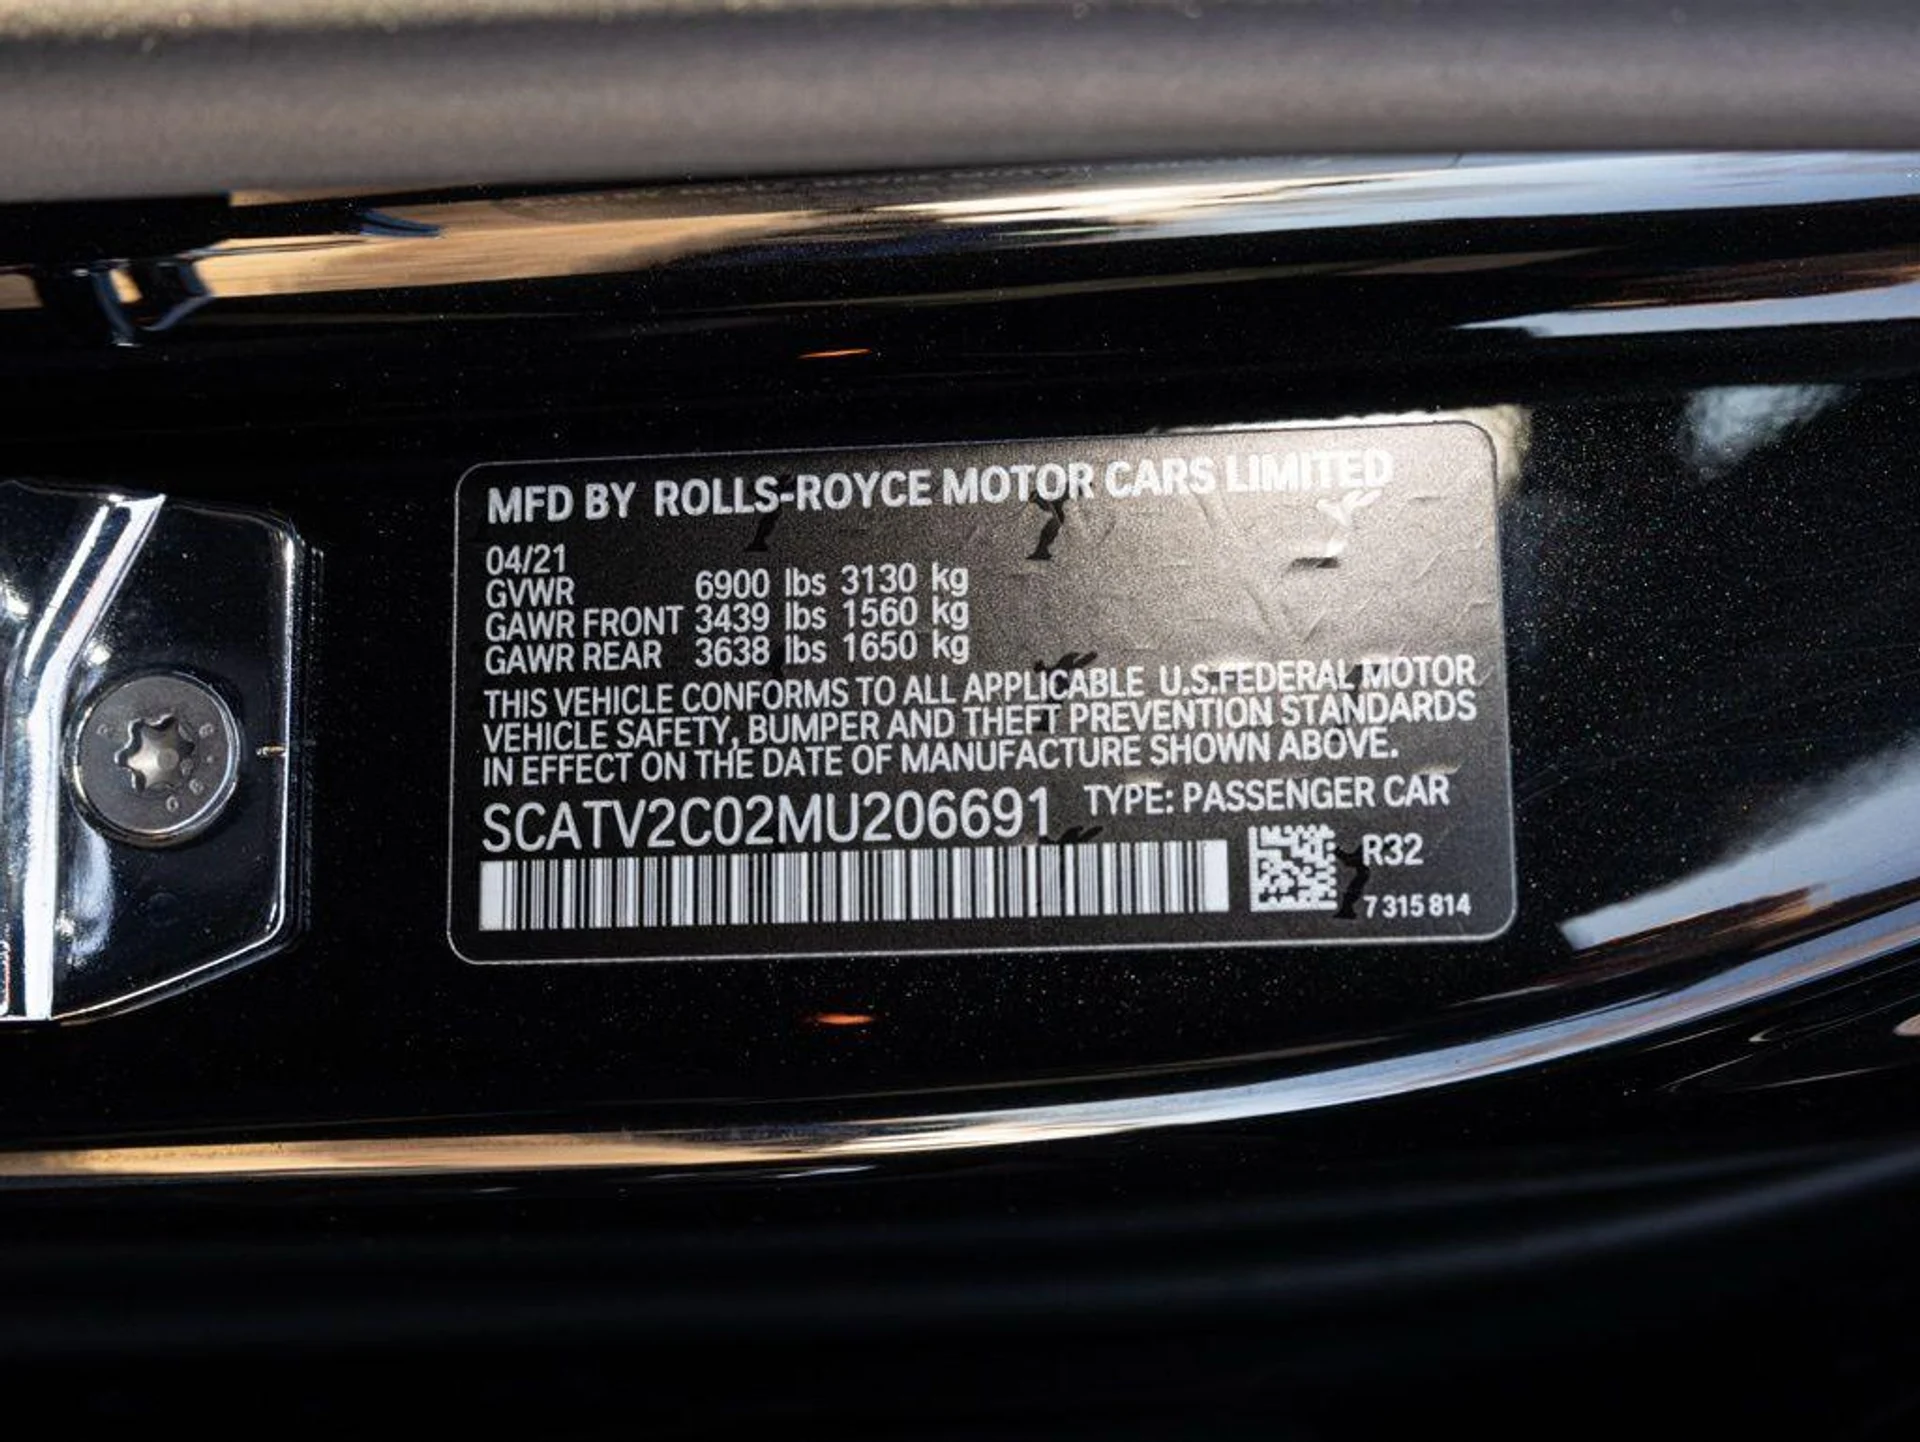 MFD BY ROLLS-ROYCE MOTOR CARS LIMITED
04/21
GVWR 6900 lbs 3130 kg
GAWR FRONT 3439 lbs 1560 kg
GAWR REAR 3638 lbs 1650 kg
THIS VEHICLE CONFORMS TO ALL APPLICABLE U.S.FEDERAL MOTOR
VEHICLE SAFETY, BUMPER AND THEFT PREVENTION STANDARDS
IN EFFECT ON THE DATE OF MANUFACTURE SHOWN ABOVE.
SCATV2C02MU206691 TYPE: PASSENGER CAR
R32
7 315 814